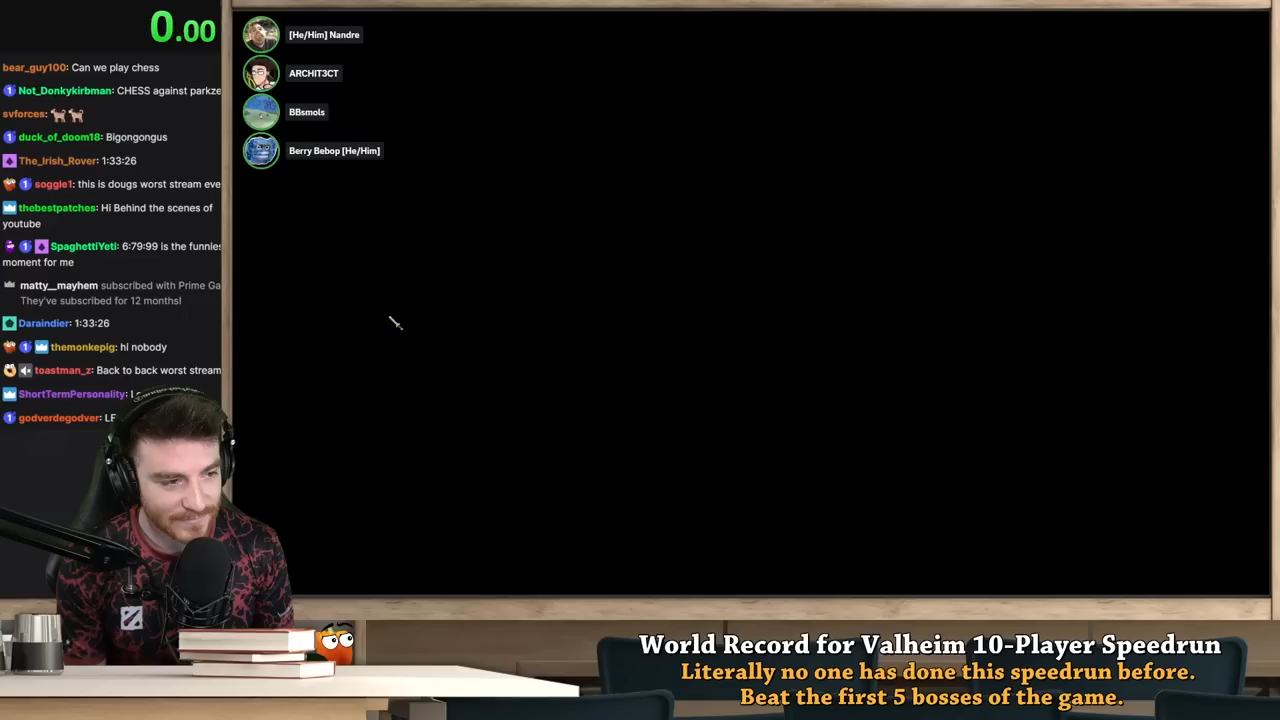 0.00
bear_guy100: Can we play chess
Not_Donkykirbman: CHESS against parkze
svforces:
duck_of_doom18: Bigongongus
The_Irish_Rover: 1:33:26
soggle1: this is dougs worst stream eve
thebestpatches: Hi Behind the scenes of
youtube
SpaghettiYeti: 6:79:99 is the funnies
moment for me
matty__mayhem subscribed with Prime Ga
They've subscribed for 12 months!
Daraindier: 1:33:26
themonkepig: hi nobody
toastman_z: Back to back worst stream
ShortTermPersonality:
godverdegodver:
[He/Him] Nandre
ARCHIT3CT
BBsmols
Berry Bebop [He/Him]
World Record for Valheim 10-Player Speedrun
Literally no one has done this speedrun before.
Beat the first 5 bosses of the game.